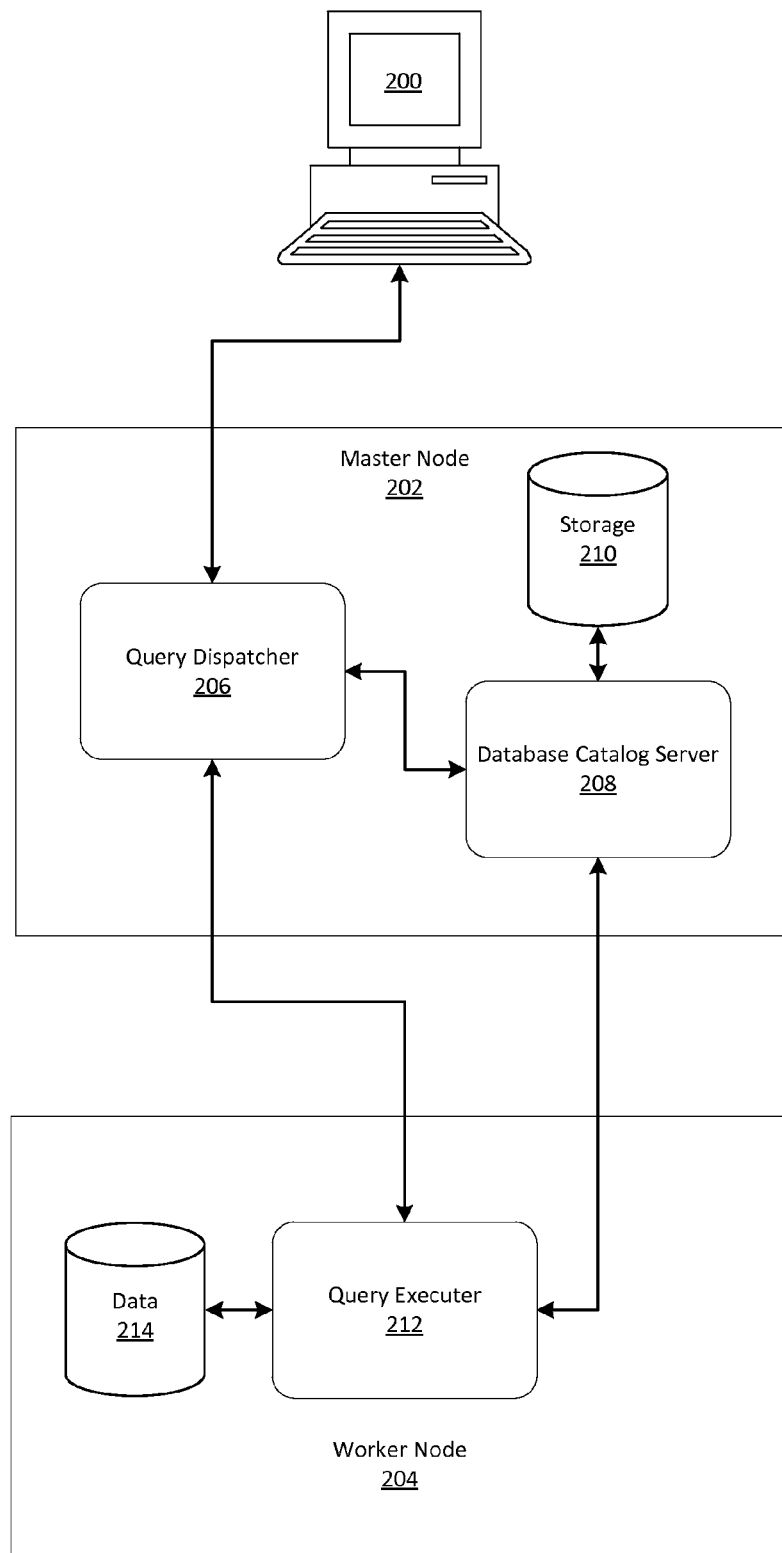 200
Master Node
202
Storage
210
Query Dispatcher
206
Database Catalog Server
208
Data
214
Query Executer
212
Worker Node
204